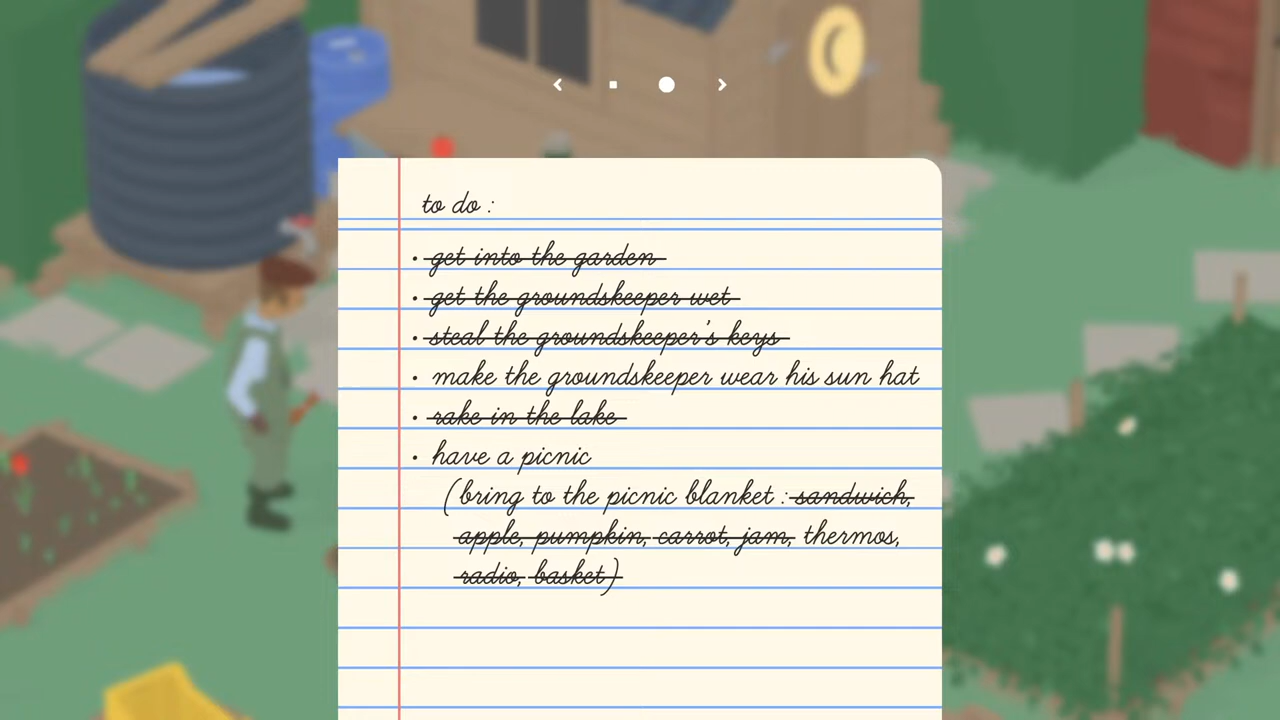 to do :
• get into the garden
• get the groundskeeper wet
• steal the groundskeeper's keys
• make the groundskeeper wear his sun hat
• rake in the lake
• have a picnic
(bring to the picnic blanket : sandwich,
apple, pumpkin, carrot, jam, thermos,
radio, basket)